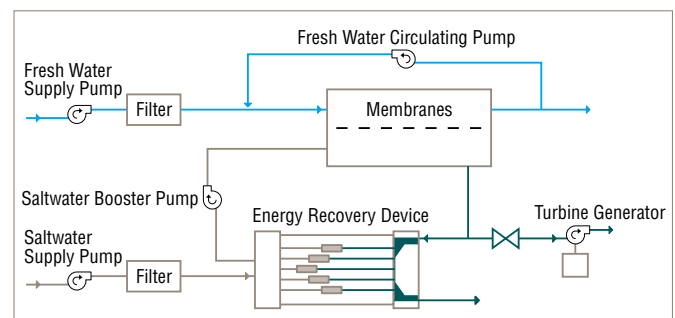 Fresh Water Circulating Pump
Fresh Water
Supply Pump
Filter
Membranes
Saltwater Booster Pump
Energy Recovery Device
Turbine Generator
Saltwater
Supply Pump
Filter